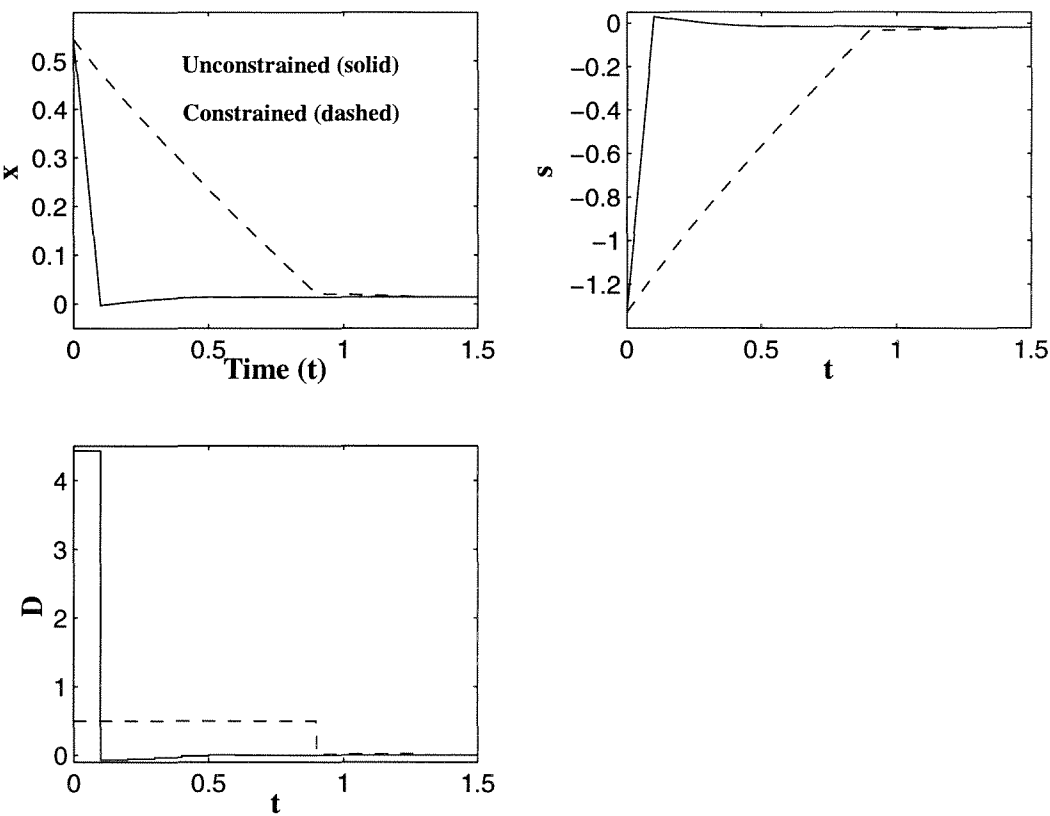 0.5
0.4
0.3
0.2
0.1
0
x
Unconstrained (solid)
Constrained (dashed)
0 0.5 1 1.5
Time (t)
0
−0.2
−0.4
−0.6
−0.8
−1
−1.2
s
0 0.5 1 1.5
t
4
3
2
1
0
D
0 0.5 1 1.5
t